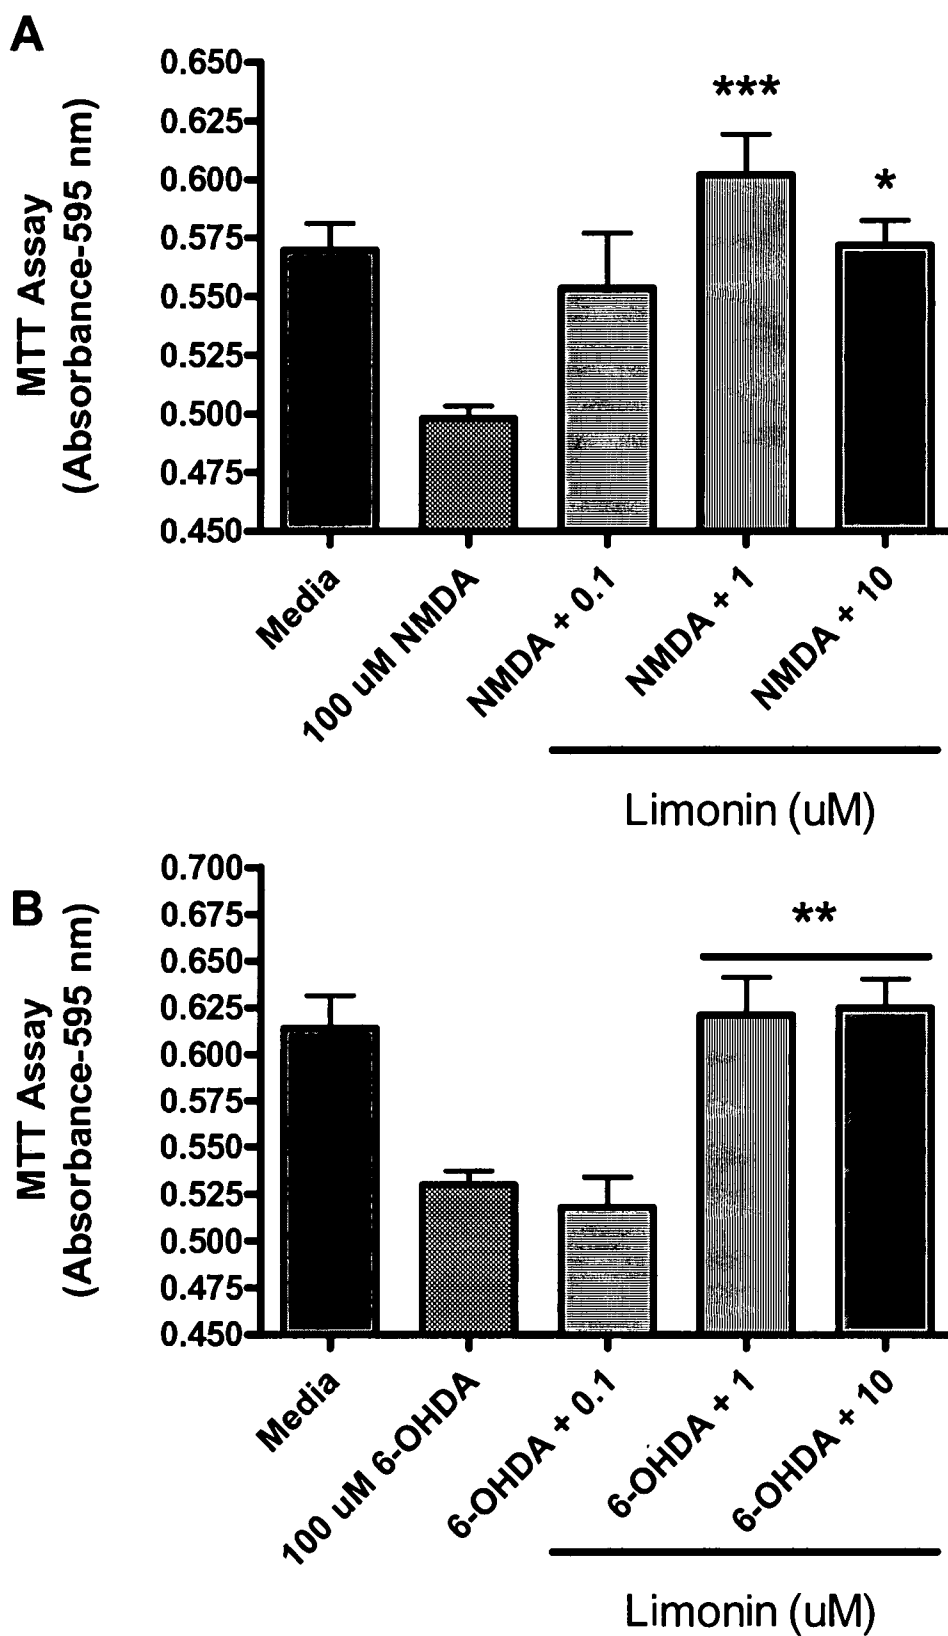 A
MTT Assay
(Absorbance-595 nm)
0.650
0.625
0.600
0.575
0.550
0.525
0.500
0.475
0.450
***
*
Media
100 uM NMDA
NMDA + 0.1
NMDA + 1
NMDA + 10
Limonin (uM)
B
MTT Assay
(Absorbance-595 nm)
0.700
0.675
0.650
0.625
0.600
0.575
0.550
0.525
0.500
0.475
0.450
**
Media
100 uM 6-OHDA
6-OHDA + 0.1
6-OHDA + 1
6-OHDA + 10
Limonin (uM)